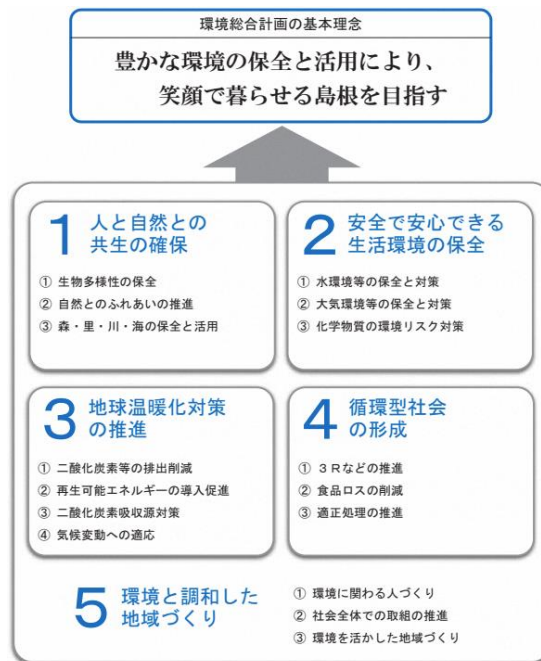 環境総合計画の基本理念
豊かな環境の保全と活用により、
笑顔で暮らせる島根を目指す
1 人と自然との
共生の確保
① 生物多様性の保全
② 自然とのふれあいの推進
③ 森・里・川・海の保全と活用
2 安全で安心できる
生活環境の保全
① 水環境等の保全と対策
② 大気環境等の保全と対策
③ 化学物質の環境リスク対策
3 地球温暖化対策
の推進
① 二酸化炭素等の排出削減
② 再生可能エネルギーの導入促進
③ 二酸化炭素吸収源対策
④ 気候変動への適応
4 循環型社会
の形成
① 3Rなどの推進
② 食品ロスの削減
③ 適正処理の推進
5 環境と調和した
地域づくり
① 環境に関わる人づくり
② 社会全体での取組の推進
③ 環境を活かした地域づくり